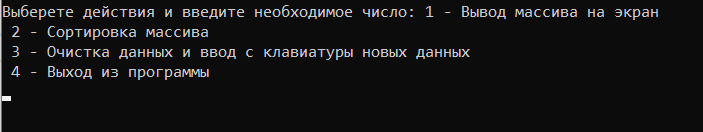 Выберете действия и введите необходимое число: 1 - Вывод массива на экран
2 - Сортировка массива
3 - Очистка данных и ввод с клавиатуры новых данных
4 - Выход из программы